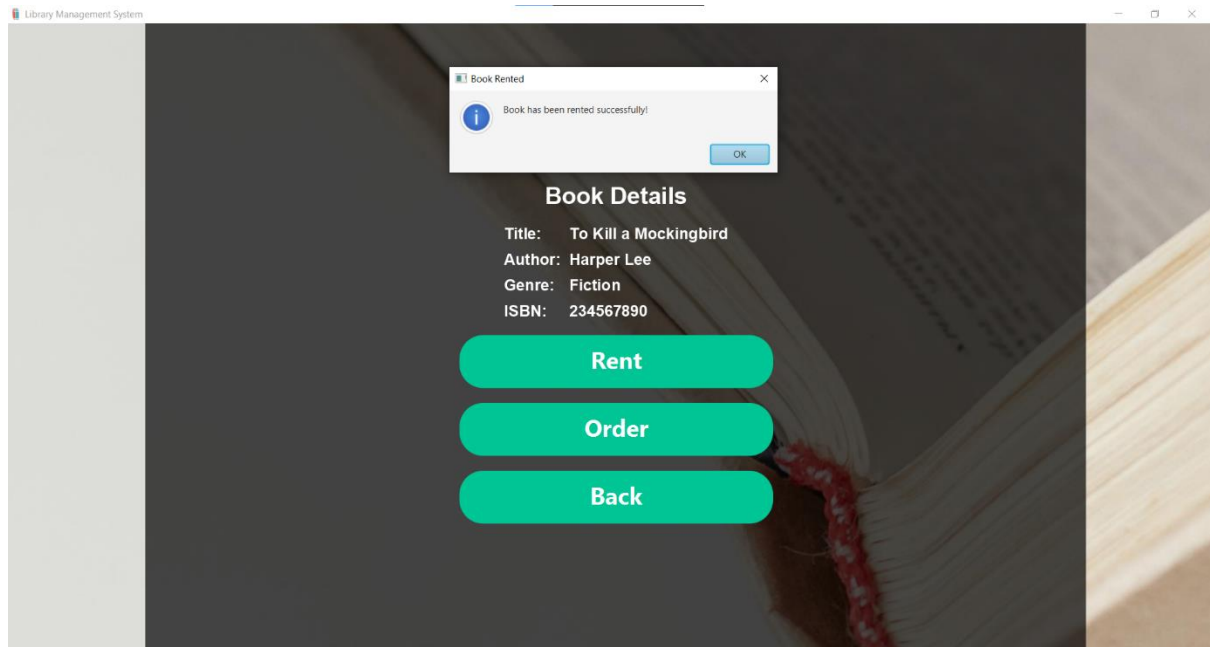 Library Management System
Book Rented
Book has been rented successfully!
OK
Book Details
Title: To Kill a Mockingbird
Author: Harper Lee
Genre: Fiction
ISBN: 234567890
Rent
Order
Back